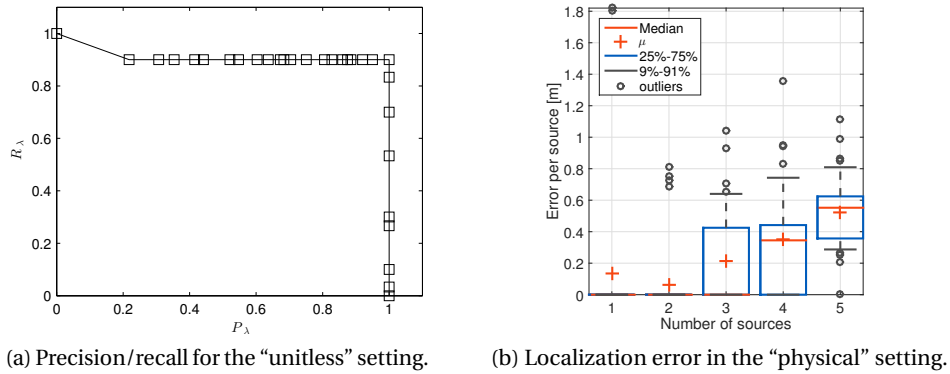 1
0.8
0.6
0.4
0.2
0
R_λ
0 0.2 0.4 0.6 0.8 1
P_λ
(a) Precision/recall for the “unitless” setting.
1.8
1.6
1.4
1.2
1
0.8
0.6
0.4
0.2
0
Error per source [m]
Median
μ
25%-75%
9%-91%
outliers
1 2 3 4 5
Number of sources
(b) Localization error in the “physical” setting.